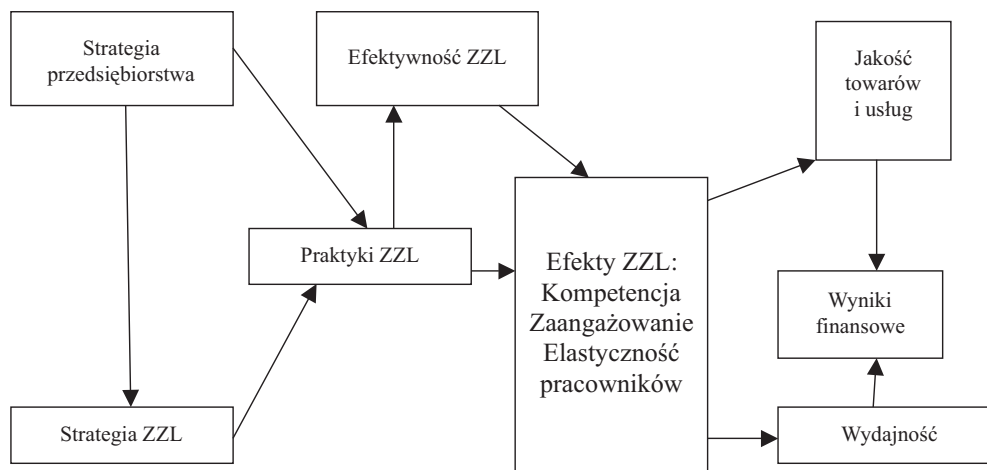 Strategia
przedsiębiorstwa
Efektywność ZZL
Jakość
towarów
i usług
Praktyki ZZL
Efekty ZZL:
Kompetencja
Zaangażowanie
Elastyczność
pracowników
Wyniki
finansowe
Strategia ZZL
Wydajność